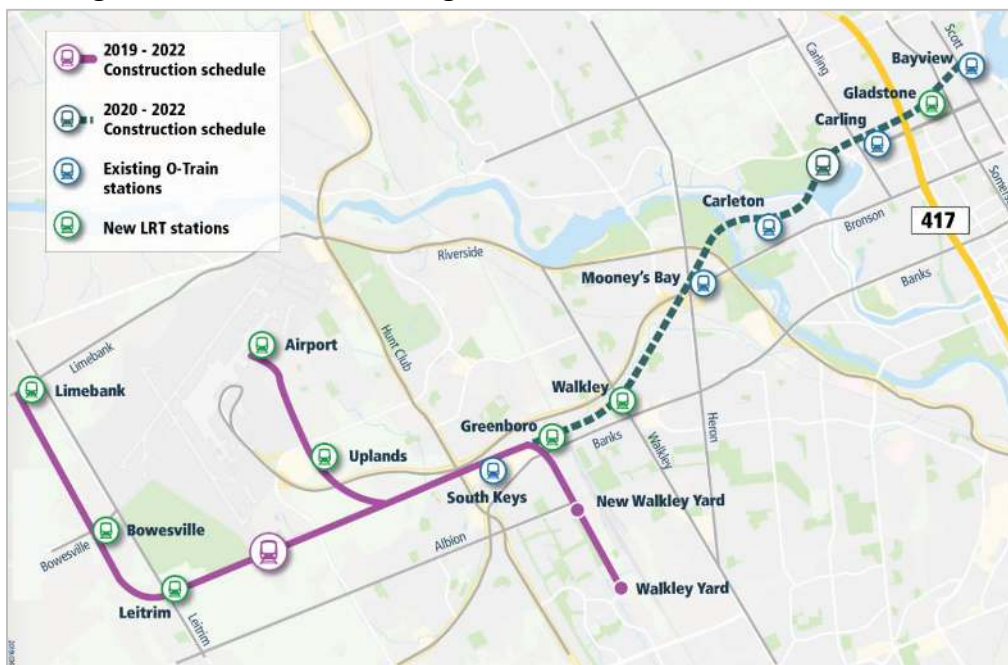 2019 - 2022
Construction schedule
2020 - 2022
Construction schedule
Existing O-Train
stations
New LRT stations
Scott
Bayview
Carling
Gladstone
Carling
Somers
Carleton
Bronson
417
Riverside
Mooney's Bay
Banks
Hunt Club
Limebank
Airport
Limebank
Walkley
Greenboro
Banks
Walkley
Heron
Uplands
South Keys
New Walkley Yard
Bowesville
Bowesville
Albion
Walkley Yard
Leitrim
Leitrim